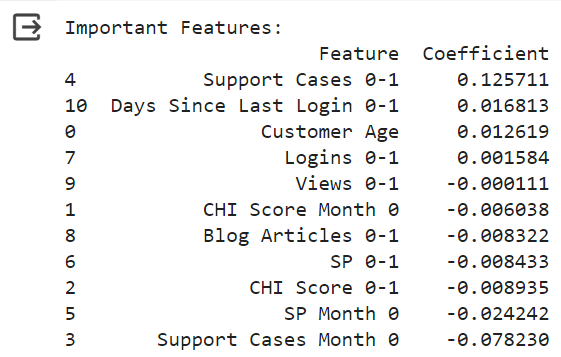 Important Features:
Feature Coefficient
4 Support Cases 0-1 0.125711
10 Days Since Last Login 0-1 0.016813
0 Customer Age 0.012619
7 Logins 0-1 0.001584
9 Views 0-1 -0.000111
1 CHI Score Month 0 -0.006038
8 Blog Articles 0-1 -0.008322
6 SP 0-1 -0.008433
2 CHI Score 0-1 -0.008935
5 SP Month 0 -0.024242
3 Support Cases Month 0 -0.078230